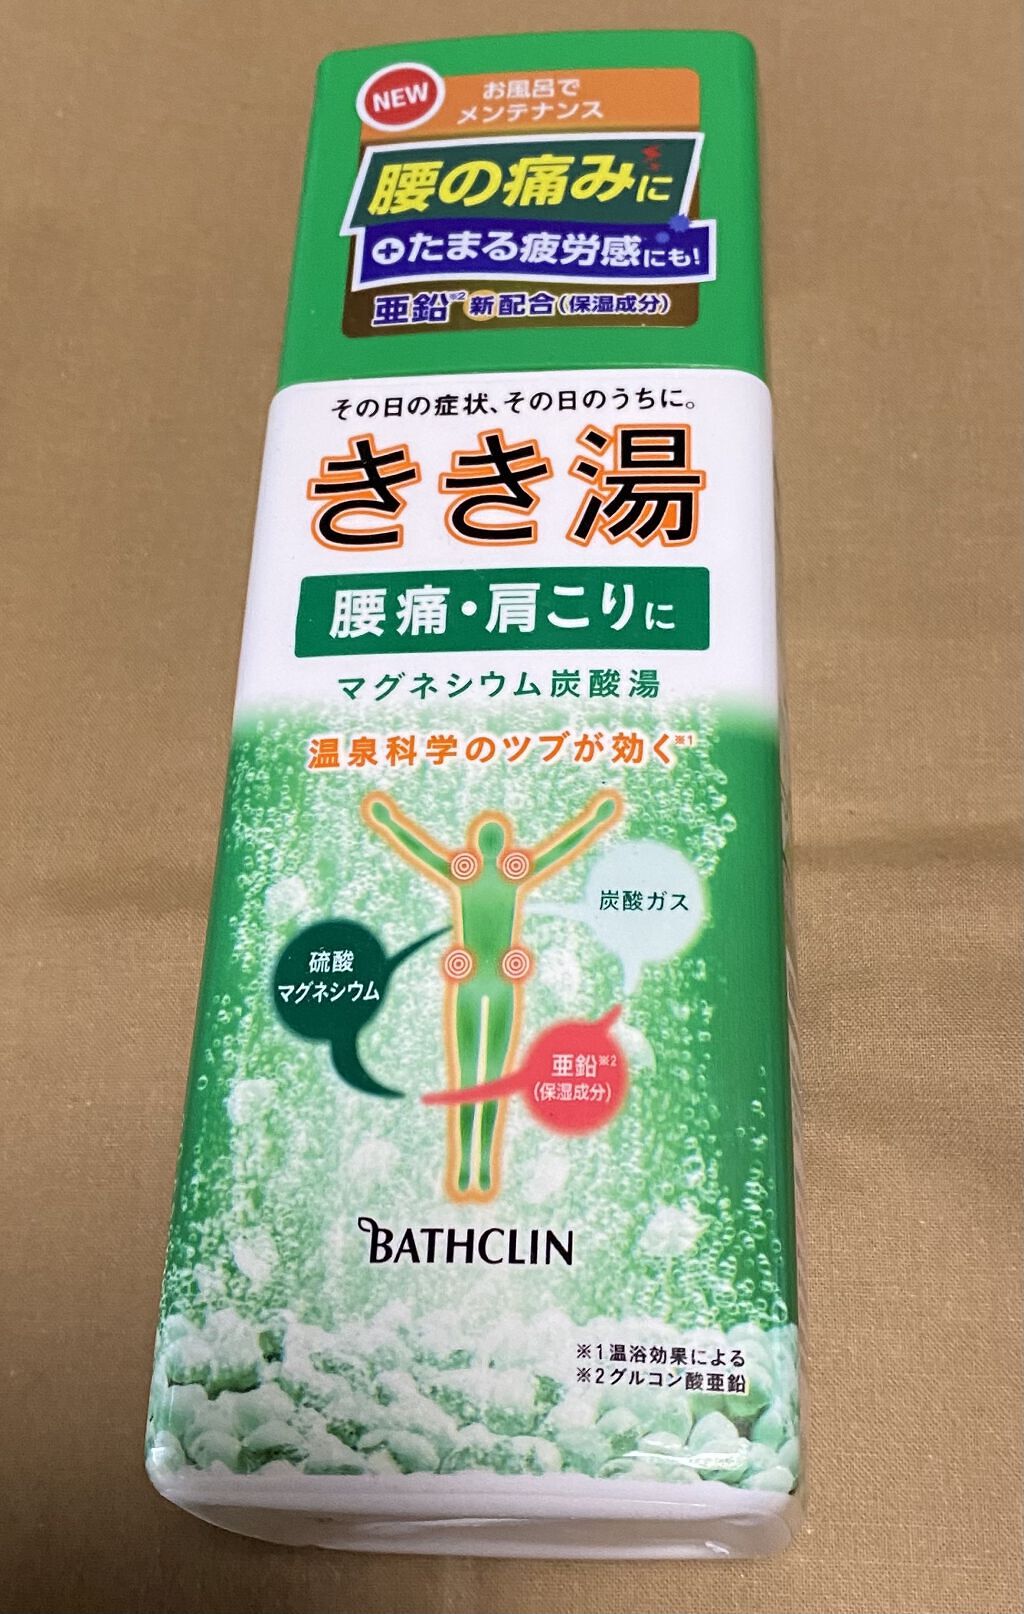 NEW
お風呂で
メンテナンス
腰の痛みに
+たまる疲労感にも!
亜鉛※2新配合(保湿成分)
その日の症状、その日のうちに。
きき湯
腰痛・肩こりに
マグネシウム炭酸湯
温泉科学のツブが効く※1
炭酸ガス
硫酸
マグネシウム
亜鉛※2
(保湿成分)
BATHCLIN
※1温浴効果による
※2グルコン酸亜鉛